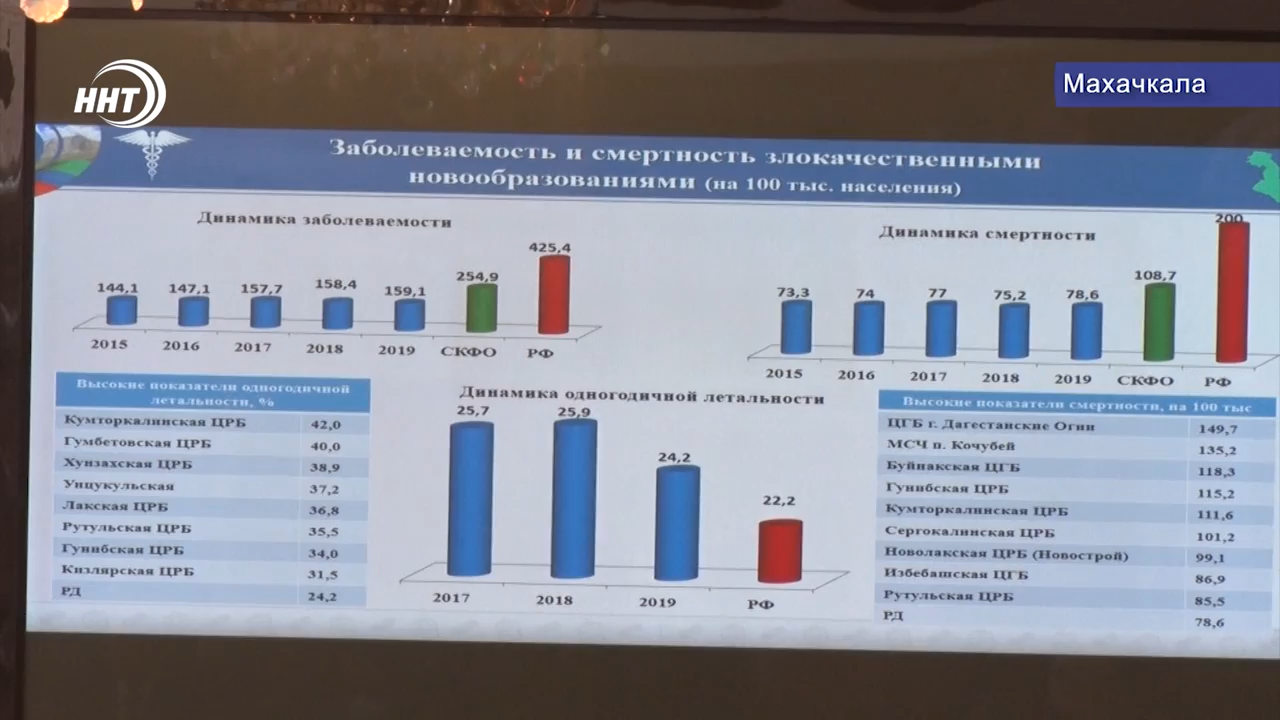 ННТ
Махачкала
Заболеваемость и смертность злокачественными
новообразованиями (на 100 тыс. населения)
Динамика заболеваемости
144,1 147,1 157,7 158,4 159,1 254,9 425,4
2015 2016 2017 2018 2019 СКФО РФ
Динамика смертности
73,3 74 77 75,2 78,6 108,7 200
2015 2016 2017 2018 2019 СКФО РФ
Высокие показатели одногодичной
летальности, %
Кумторкалинская ЦРБ 42,0
Гумбетовская ЦРБ 40,0
Хунзахская ЦРБ 38,9
Унцукульская 37,2
Лакская ЦРБ 36,8
Рутульская ЦРБ 35,5
Гунибская ЦРБ 34,0
Кизлярская ЦРБ 31,5
РД 24,2
Динамика одногодичной летальности
25,7 25,9 24,2 22,2
2017 2018 2019 РФ
Высокие показатели смертности, на 100 тыс
ЦГБ г. Дагестанские Огни 149,7
МСЧ п. Кочубей 135,2
Буйнакская ЦГБ 118,3
Гунибская ЦРБ 115,2
Кумторкалинская ЦРБ 111,6
Сергокалинская ЦРБ 101,2
Новолакская ЦРБ (Новострой) 99,1
Избебашская ЦГБ 86,9
Рутульская ЦРБ 85,5
РД 78,6